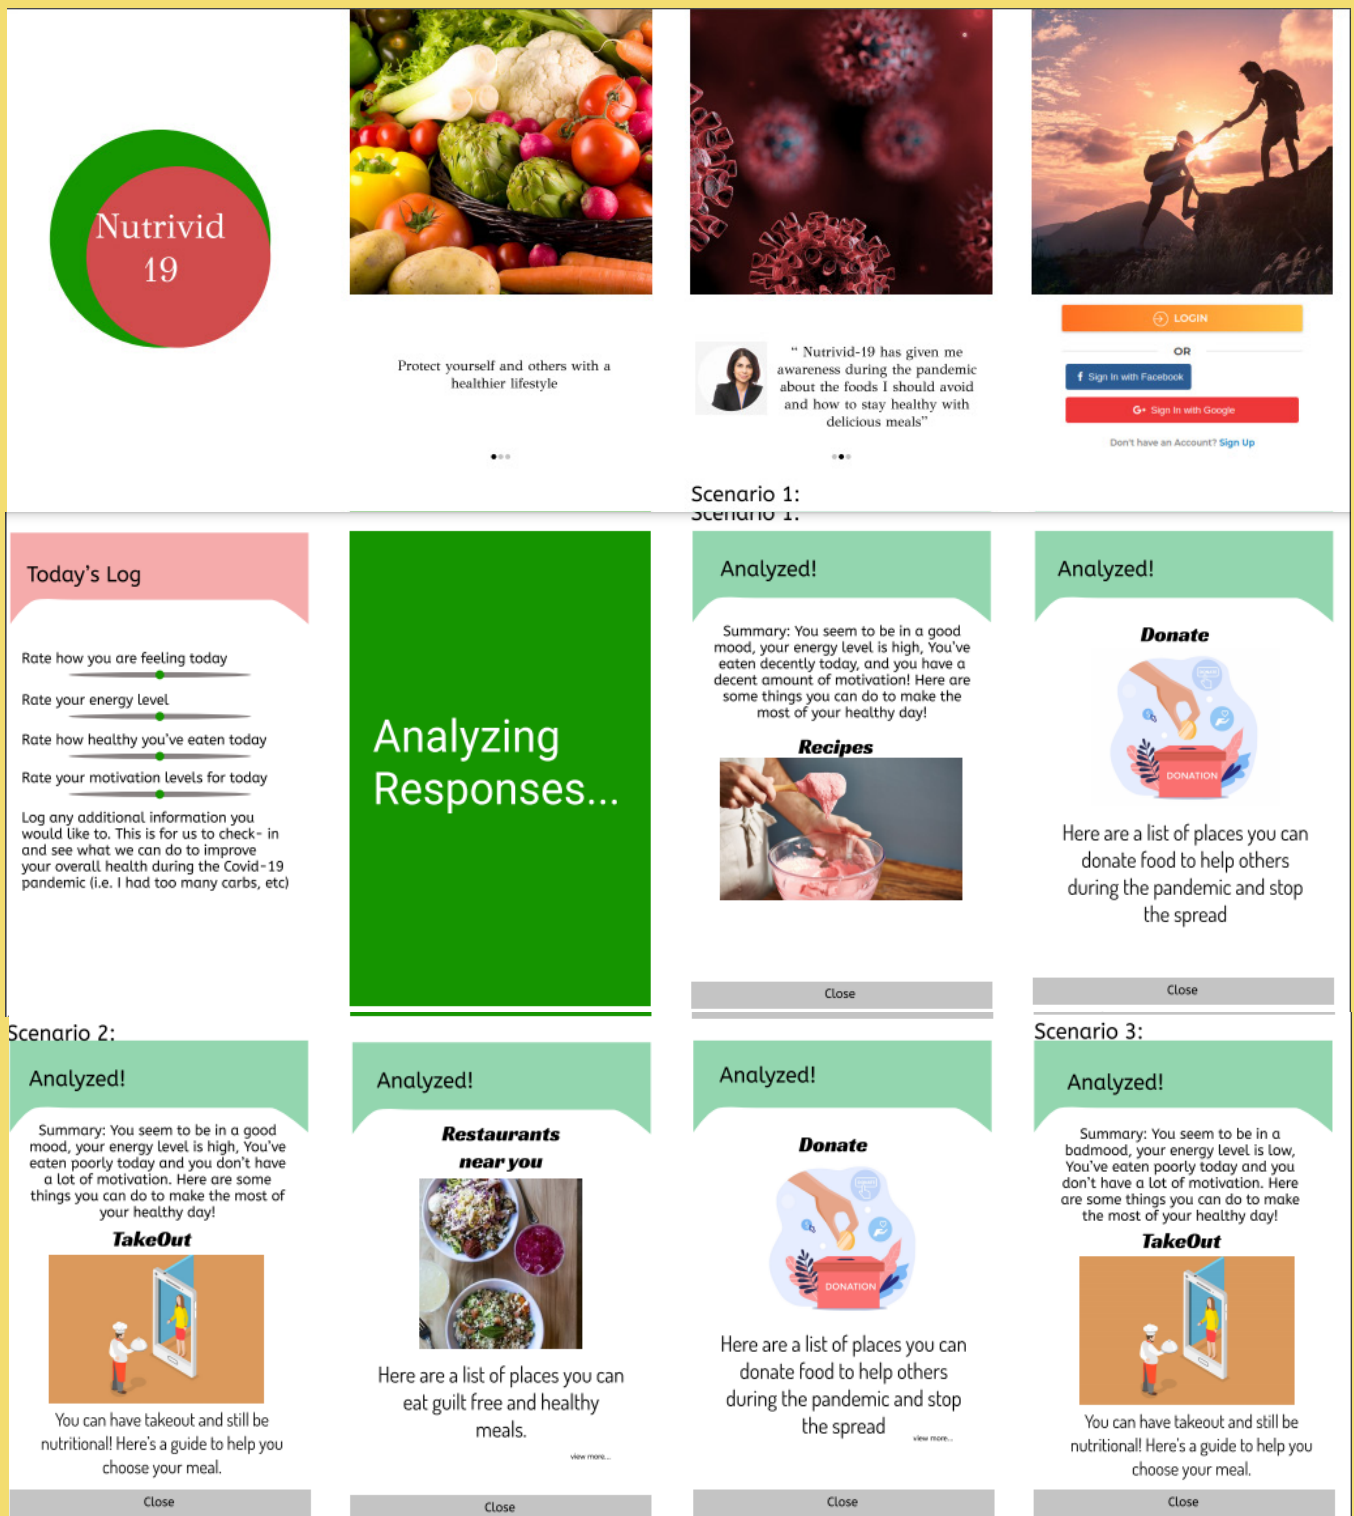 Nutrivid
19
Protect yourself and others with a
healthier lifestyle
“ Nutrivid-19 has given me
awareness during the pandemic
about the foods I should avoid
and how to stay healthy with
delicious meals”
LOGIN
OR
f Sign In with Facebook
G+ Sign In with Google
Don't have an Account? Sign Up
Scenario 1:
Scenario 1:
Today's Log
Rate how you are feeling today
Rate your energy level
Rate how healthy you've eaten today
Rate your motivation levels for today
Log any additional information you
would like to. This is for us to check- in
and see what we can do to improve
your overall health during the Covid-19
pandemic (i.e. I had too many carbs, etc)
Analyzing
Responses...
Analyzed!
Summary: You seem to be in a good
mood, your energy level is high, You've
eaten decently today, and you have a
decent amount of motivation! Here are
some things you can do to make the
most of your healthy day!
Recipes
Close
Analyzed!
Donate
DONATION
Here are a list of places you can
donate food to help others
during the pandemic and stop
the spread
Close
Scenario 2:
Analyzed!
Summary: You seem to be in a good
mood, your energy level is high, You've
eaten poorly today and you don't have
a lot of motivation. Here are some
things you can do to make the most of
your healthy day!
TakeOut
You can have takeout and still be
nutritional! Here's a guide to help you
choose your meal.
Close
Analyzed!
Restaurants
near you
Here are a list of places you can
eat guilt free and healthy
meals.
view more...
Close
Analyzed!
Donate
DONATION
Here are a list of places you can
donate food to help others
during the pandemic and stop
the spread
view more...
Close
Scenario 3:
Analyzed!
Summary: You seem to be in a
badmood, your energy level is low,
You've eaten poorly today and you
don't have a lot of motivation. Here
are some things you can do to make
the most of your healthy day!
TakeOut
You can have takeout and still be
nutritional! Here's a guide to help you
choose your meal.
Close